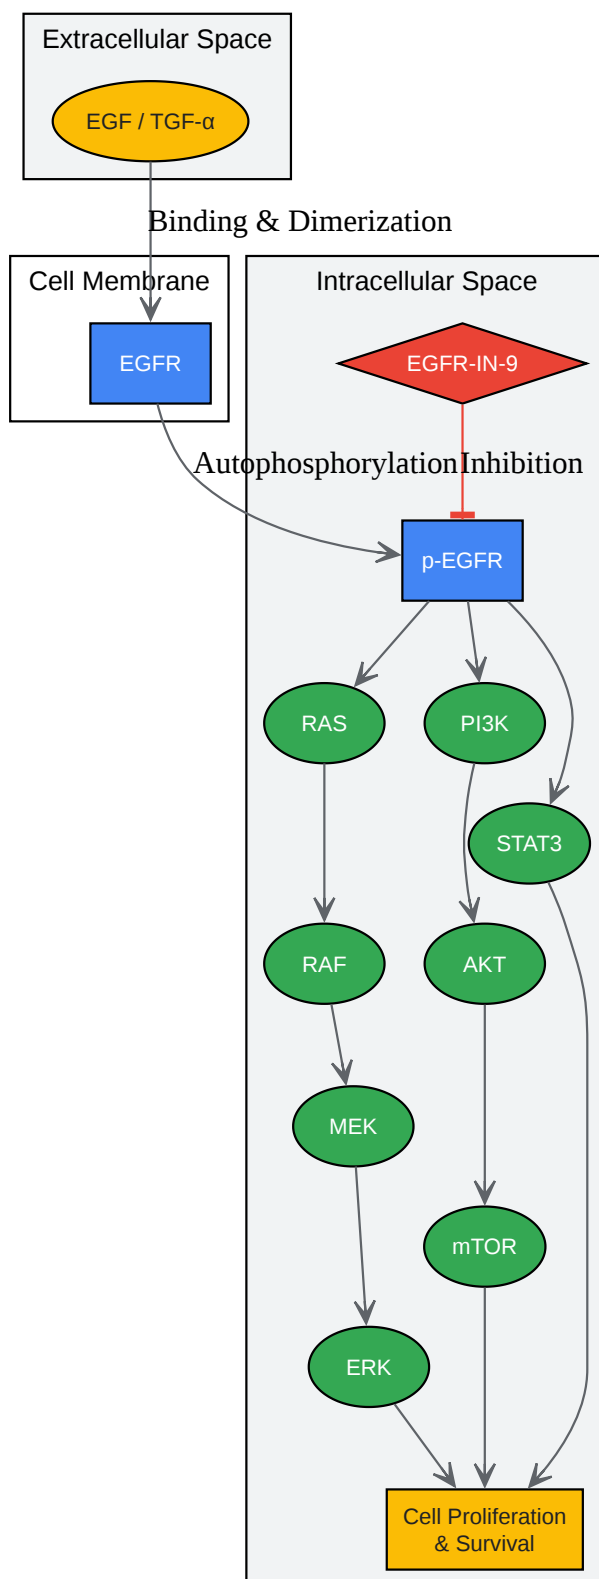 Extracellular Space
EGF / TGF-α
Binding & Dimerization
Cell Membrane
Intracellular Space
EGFR
EGFR-IN-9
Autophosphorylation
Inhibition
p-EGFR
RAS
PI3K
STAT3
RAF
AKT
MEK
mTOR
ERK
Cell Proliferation
& Survival